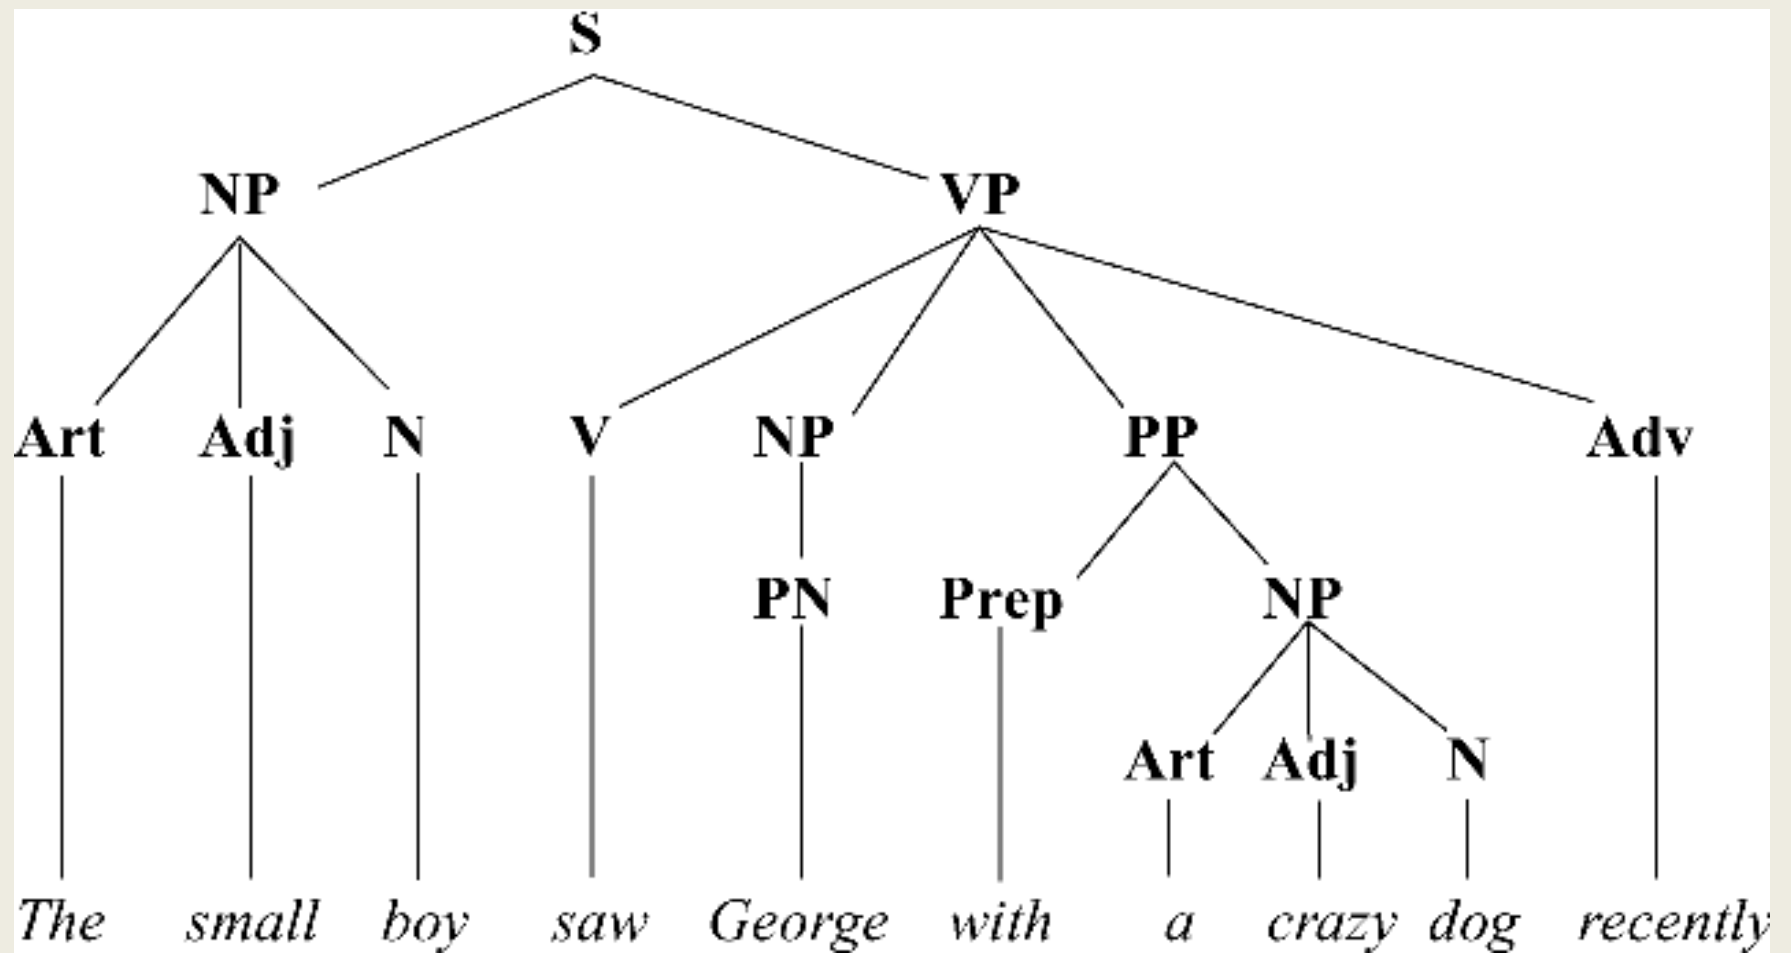 S
NP VP
Art Adj N V NP PP Adv
PN Prep NP
Art Adj N
The small boy saw George with a crazy dog recently